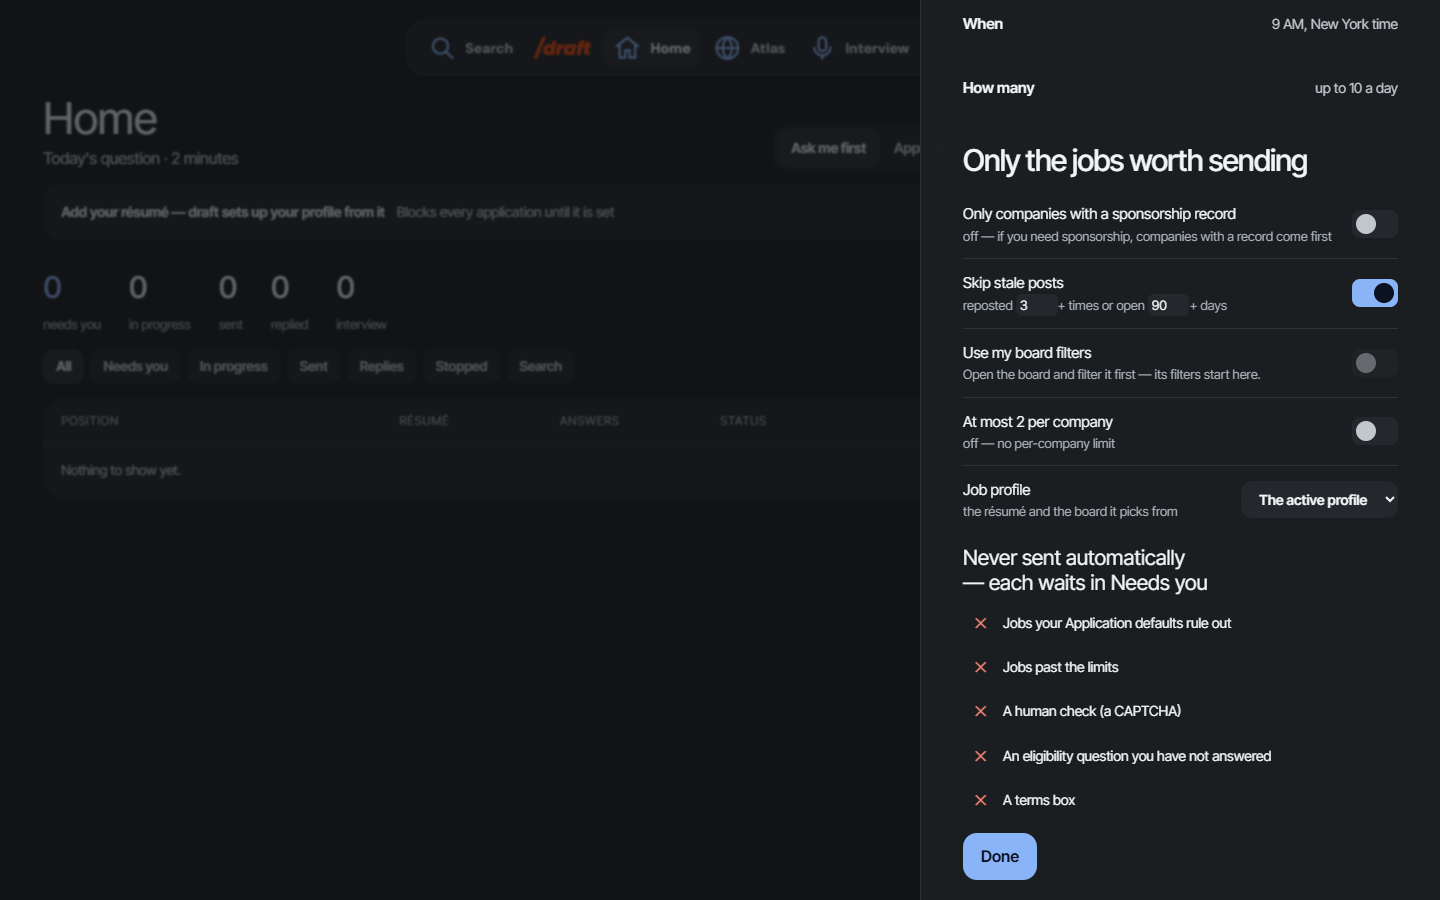 Search
/draft
Home
Atlas
Interview
Home
Today's question · 2 minutes
Ask me first
App
Add your résumé — draft sets up your profile from it
Blocks every application until it is set
0
needs you
0
in progress
0
sent
0
replied
0
interview
All
Needs you
In progress
Sent
Replies
Stopped
Search
POSITION
RÉSUMÉ
ANSWERS
STATUS
Nothing to show yet.
When
9 AM, New York time
How many
up to 10 a day
Only the jobs worth sending
Only companies with a sponsorship record
off — if you need sponsorship, companies with a record come first
Skip stale posts
reposted 3 + times or open 90 + days
Use my board filters
Open the board and filter it first — its filters start here.
At most 2 per company
off — no per-company limit
Job profile
the résumé and the board it picks from
The active profile
Never sent automatically
— each waits in Needs you
Jobs your Application defaults rule out
Jobs past the limits
A human check (a CAPTCHA)
An eligibility question you have not answered
A terms box
Done